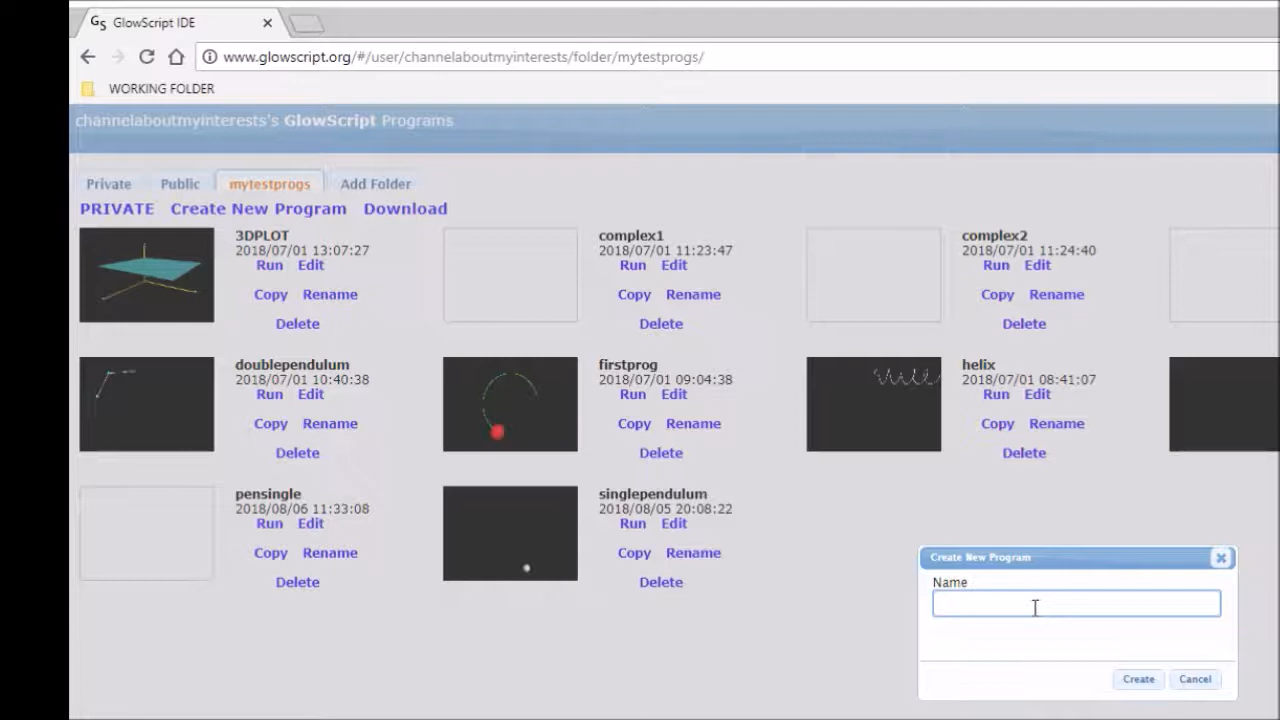 GS GlowScript IDE
www.glowscript.org/#/user/channelaboutmyinterests/folder/mytestprogs/
WORKING FOLDER
channelaboutmyinterests's GlowScript Programs
Private Public mytestprogs Add Folder
PRIVATE Create New Program Download
3DPLOT
2018/07/01 13:07:27
Run Edit
Copy Rename
Delete
complex1
2018/07/01 11:23:47
Run Edit
Copy Rename
Delete
complex2
2018/07/01 11:24:40
Run Edit
Copy Rename
Delete
doublependulum
2018/07/01 10:40:38
Run Edit
Copy Rename
Delete
firstprog
2018/07/01 09:04:38
Run Edit
Copy Rename
Delete
helix
2018/07/01 08:41:07
Run Edit
Copy Rename
Delete
pensingle
2018/08/06 11:33:08
Run Edit
Copy Rename
Delete
singlependulum
2018/08/05 20:08:22
Run Edit
Copy Rename
Delete
Create New Program
Name
Create Cancel